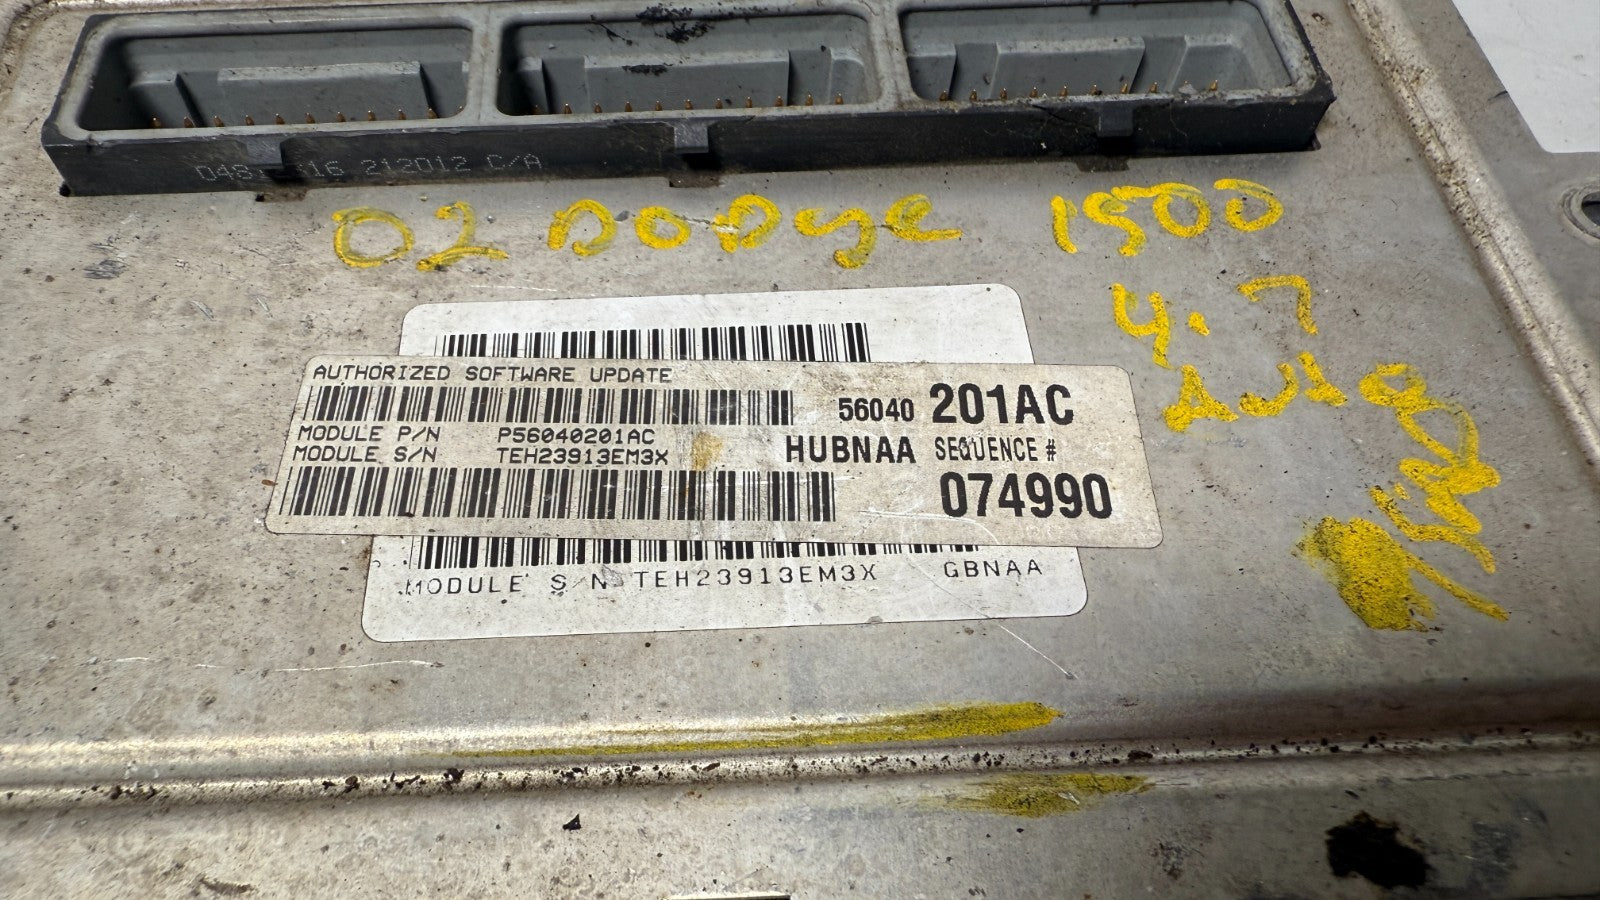 212012 C/A
02 DODge 1500
4.7
Auto
AUTHORIZED SOFTWARE UPDATE
56040 201AC
MODULE P/N P56040201AC
MODULE S/N TEH23913EM3X
HUBNAA SEQUENCE #
074990
MODULE S/N TEH23913EM3X GBNAA